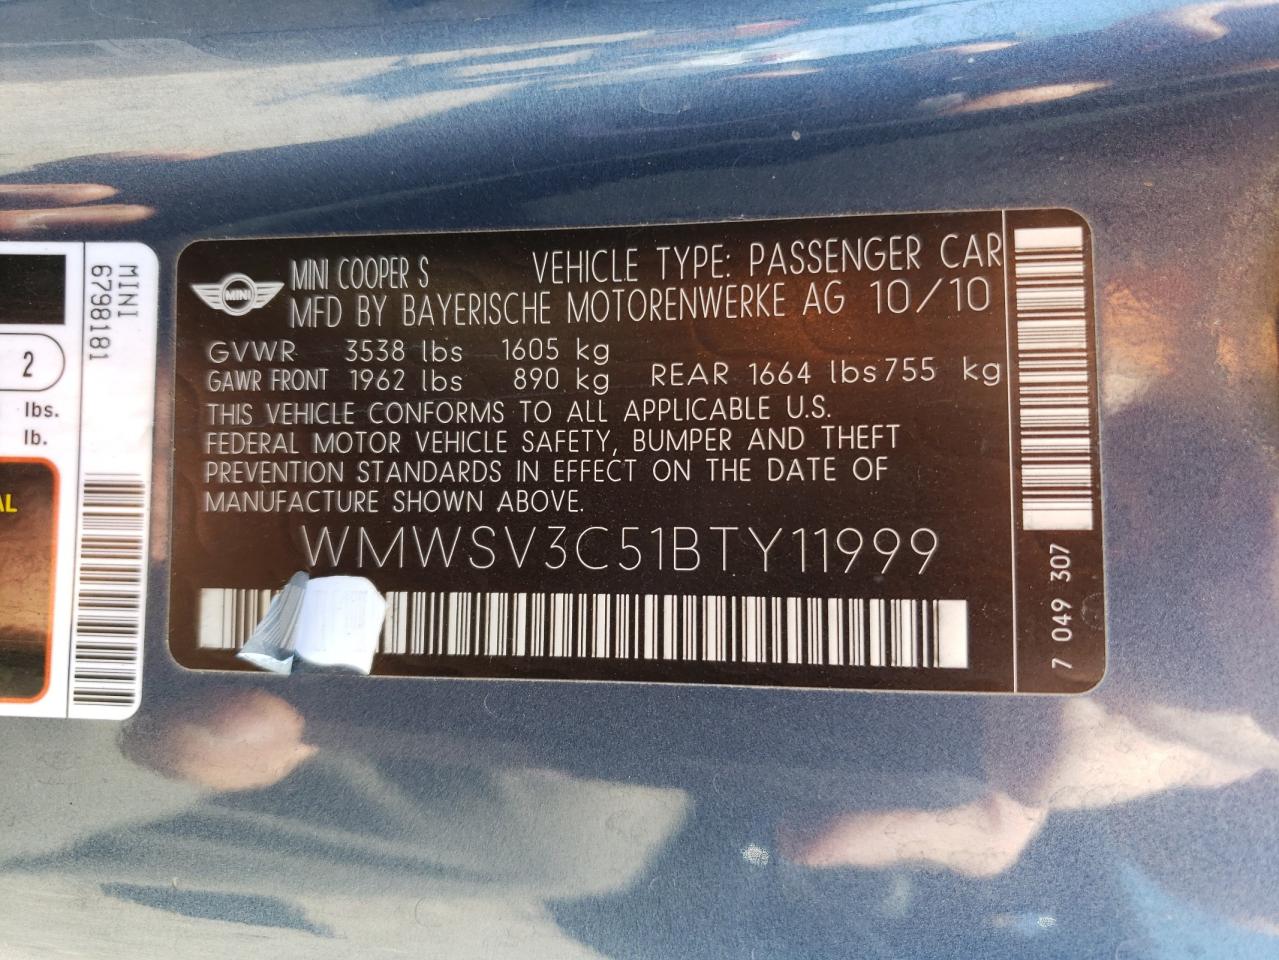 MINI
6798181
2
lbs.
lb.
AL
MINI
MINI COOPER S VEHICLE TYPE: PASSENGER CAR
MFD BY BAYERISCHE MOTORENWERKE AG 10/10
GVWR 3538 lbs 1605 kg
GAWR FRONT 1962 lbs 890 kg REAR 1664 lbs 755 kg
THIS VEHICLE CONFORMS TO ALL APPLICABLE U.S.
FEDERAL MOTOR VEHICLE SAFETY, BUMPER AND THEFT
PREVENTION STANDARDS IN EFFECT ON THE DATE OF
MANUFACTURE SHOWN ABOVE.
WMWSV3C51BTY11999
7 049 307